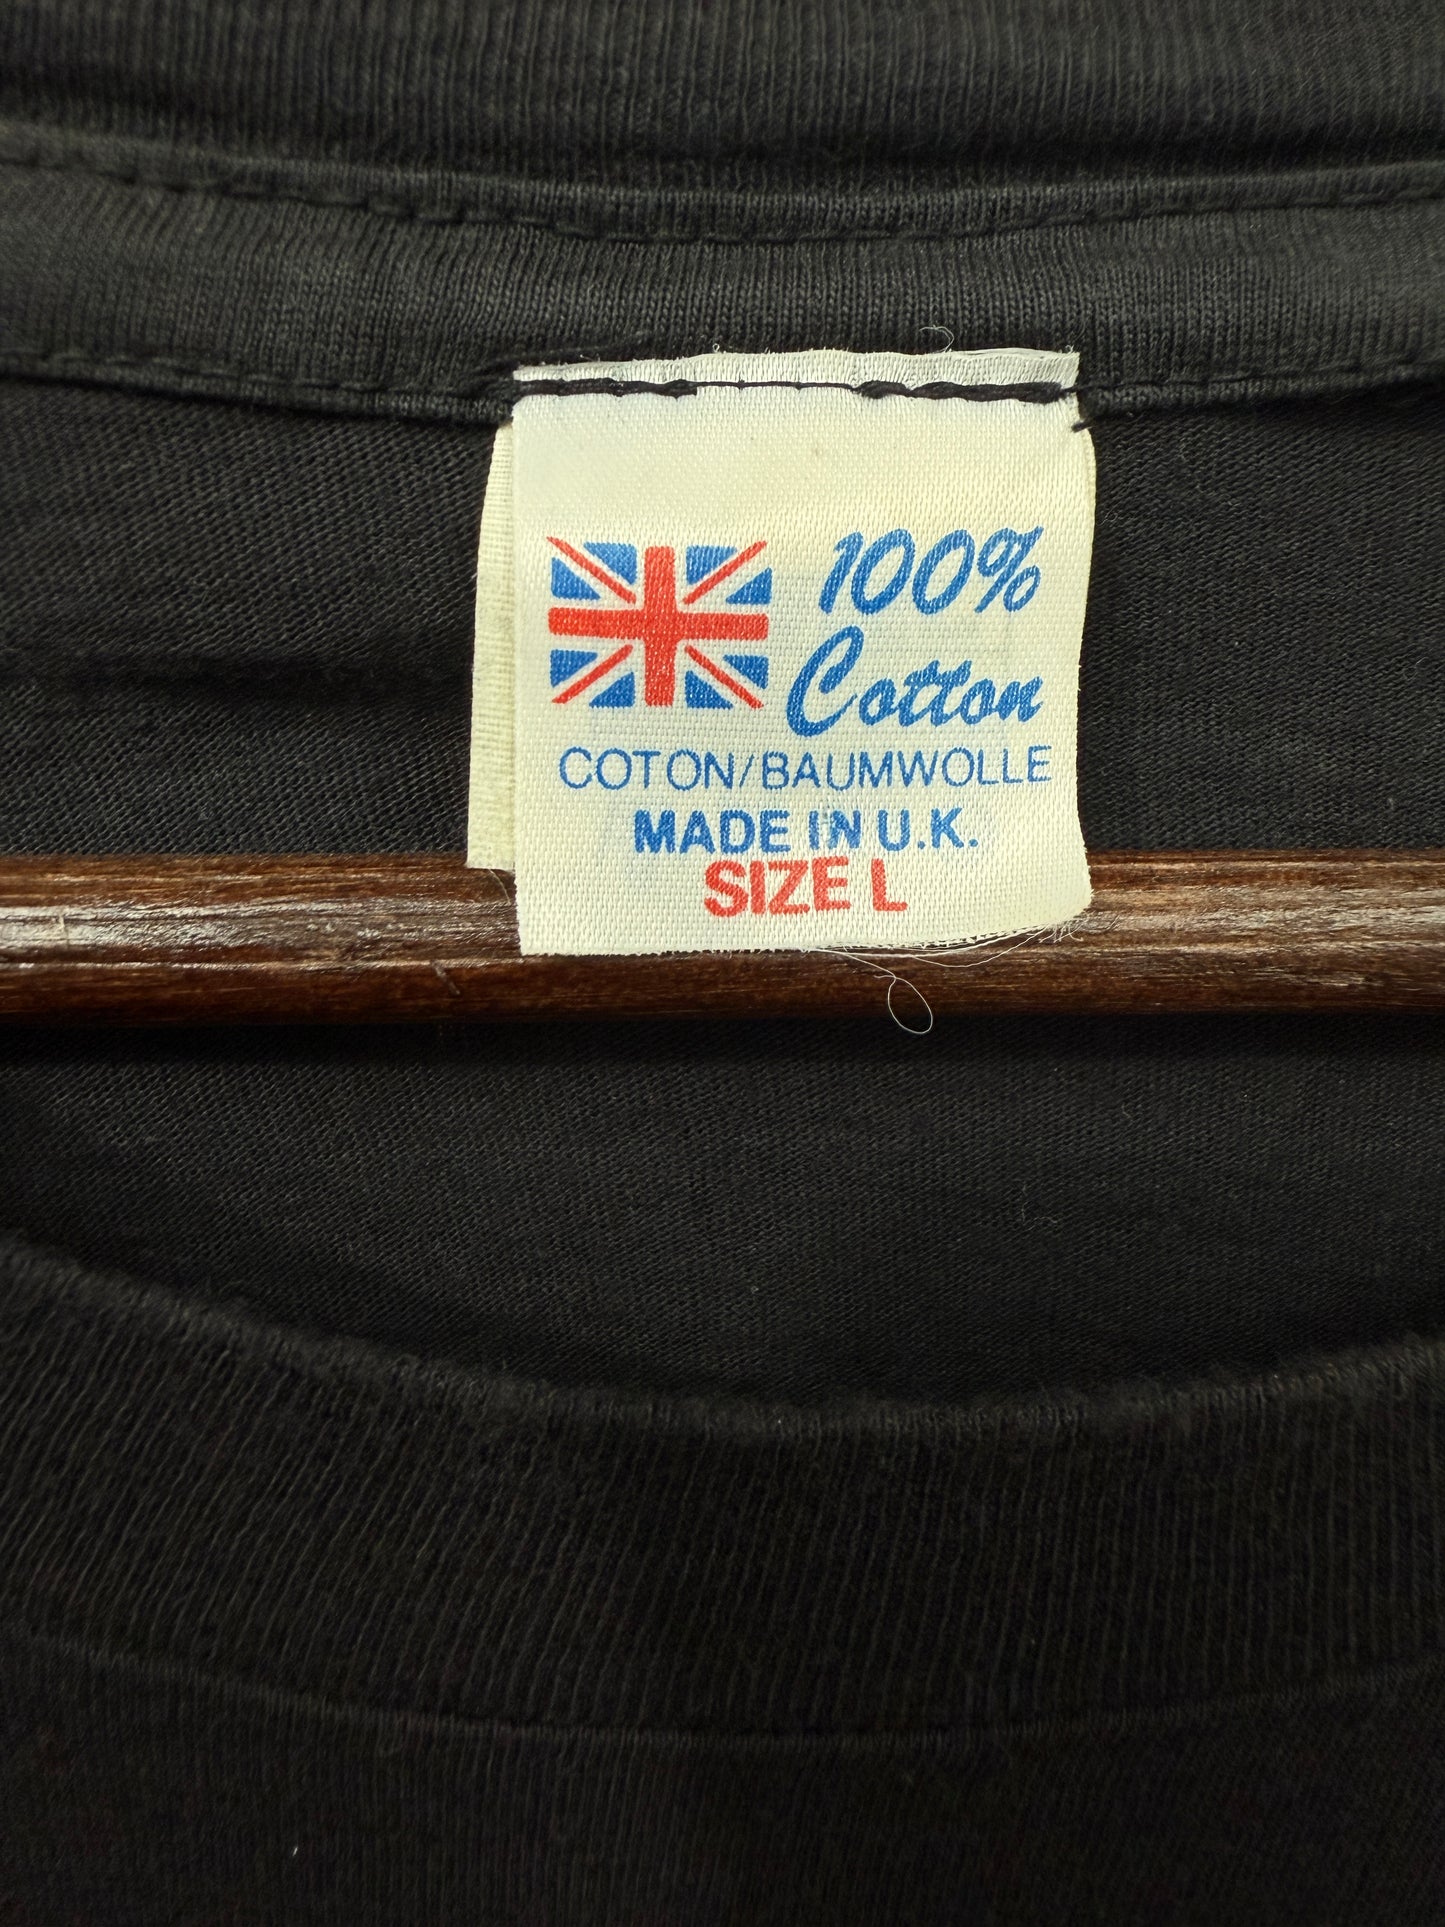 100%
Cotton
COTON/BAUMWOLLE
MADE IN U.K.
SIZE L